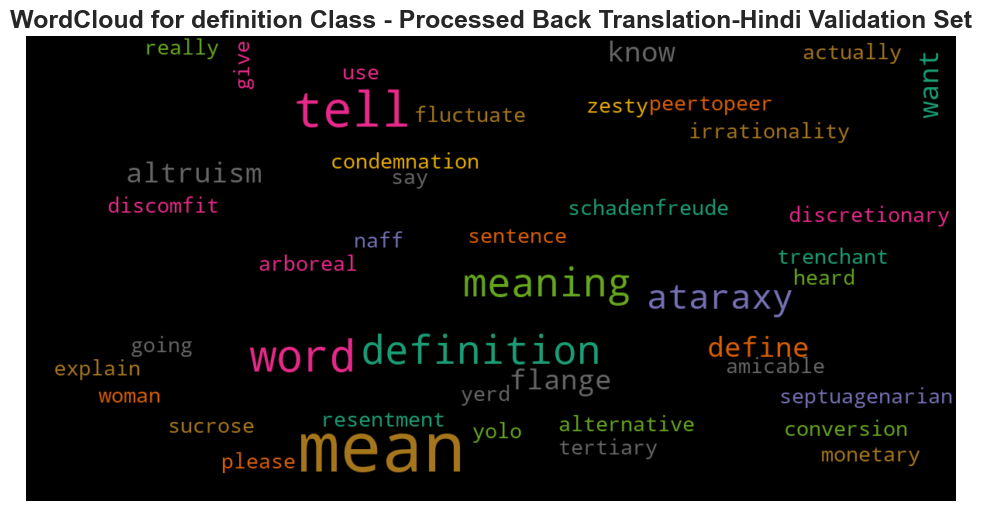 WordCloud for definition Class - Processed Back Translation-Hindi Validation Set
really
give
know
actually
want
use
tell
fluctuate
zesty
peertopeer
irrationality
condemnation
say
altruism
discomfit
schadenfreude
discretionary
naff
sentence
arboreal
trenchant
heard
meaning
ataraxy
going
word
definition
define
amicable
explain
flange
woman
yerd
septuagenarian
sucrose
resentment
yolo
alternative
tertiary
conversion
monetary
please
mean